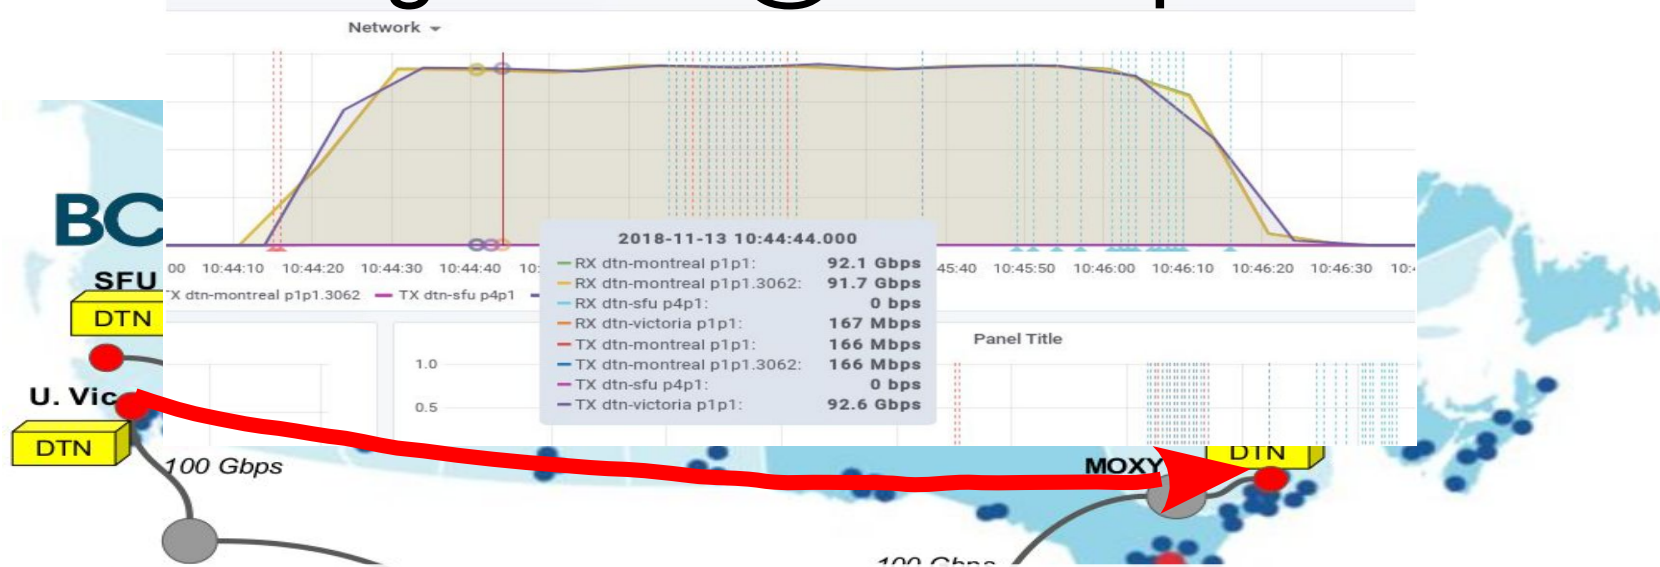 Network
BC
SFU
DTN
U. Vic
DTN
100 Gbps
00 10:44:10 10:44:20 10:44:30 10:44:40 10: 45:40 10:45:50 10:46:00 10:46:10 10:46:20 10:46:30 10:4
TX dtn-montreal p1p1.3062 TX dtn-sfu p4p1
2018-11-13 10:44:44.000
RX dtn-montreal p1p1: 92.1 Gbps
RX dtn-montreal p1p1.3062: 91.7 Gbps
RX dtn-sfu p4p1: 0 bps
RX dtn-victoria p1p1: 167 Mbps
TX dtn-montreal p1p1: 166 Mbps
TX dtn-montreal p1p1.3062: 166 Mbps
TX dtn-sfu p4p1: 0 bps
TX dtn-victoria p1p1: 92.6 Gbps
Panel Title
1.0
0.5
MOXY
DTN
100 Gbps